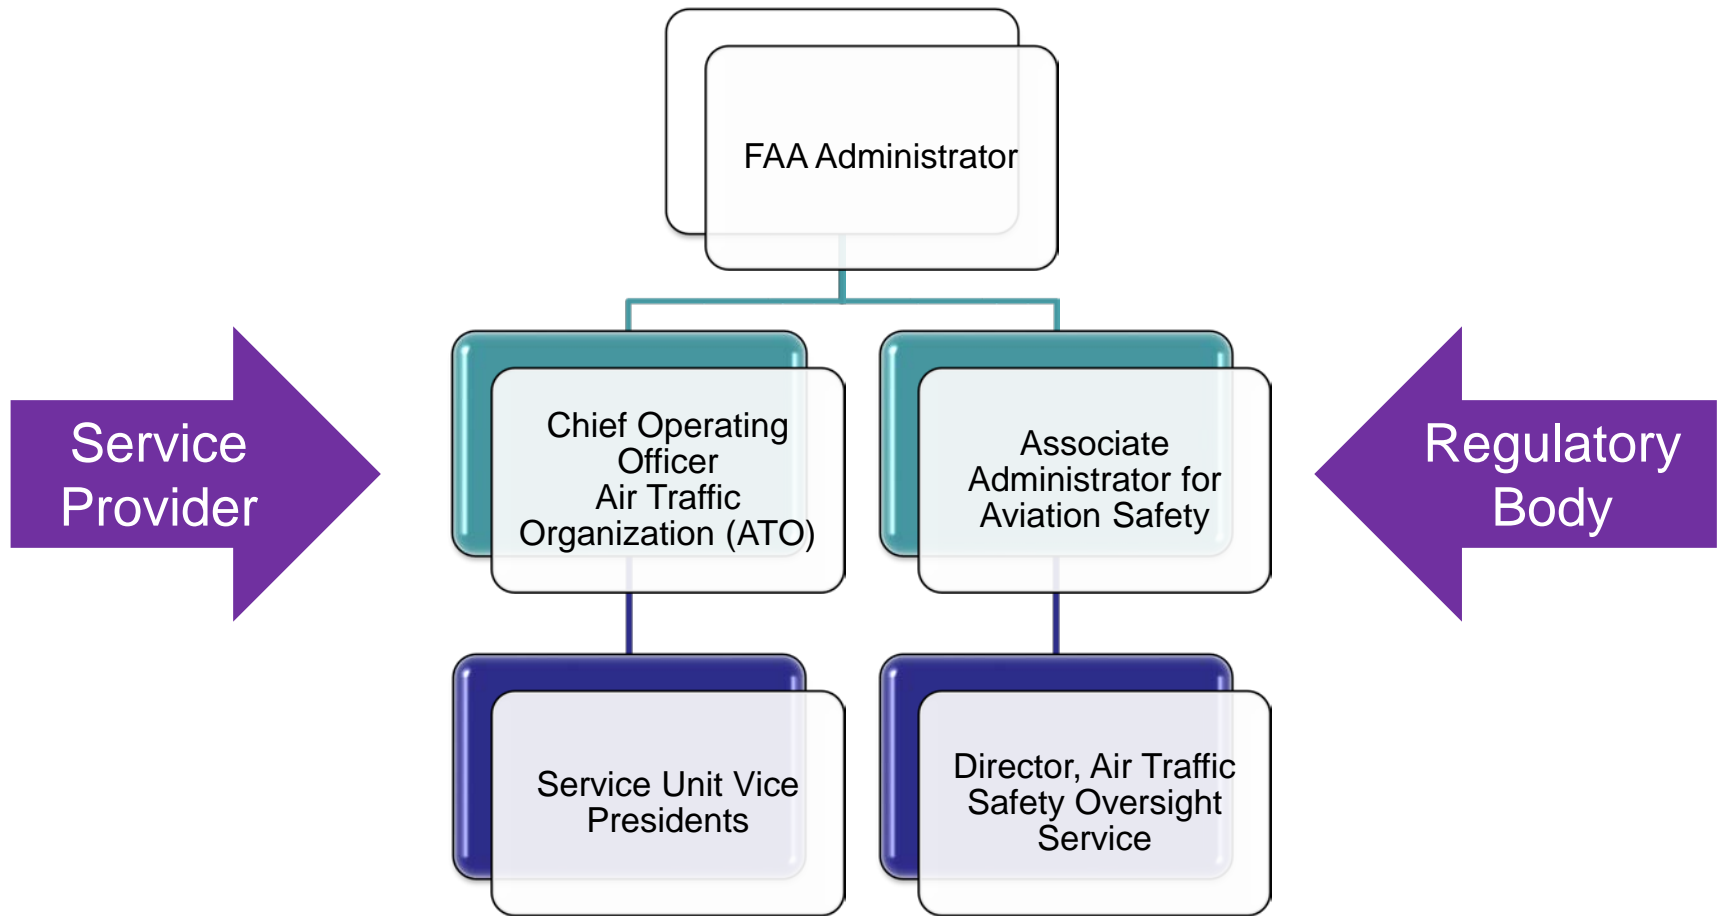 FAA Administrator
Service
Provider
Chief Operating
Officer
Air Traffic
Organization (ATO)
Associate
Administrator for
Aviation Safety
Regulatory
Body
Service Unit Vice
Presidents
Director, Air Traffic
Safety Oversight
Service